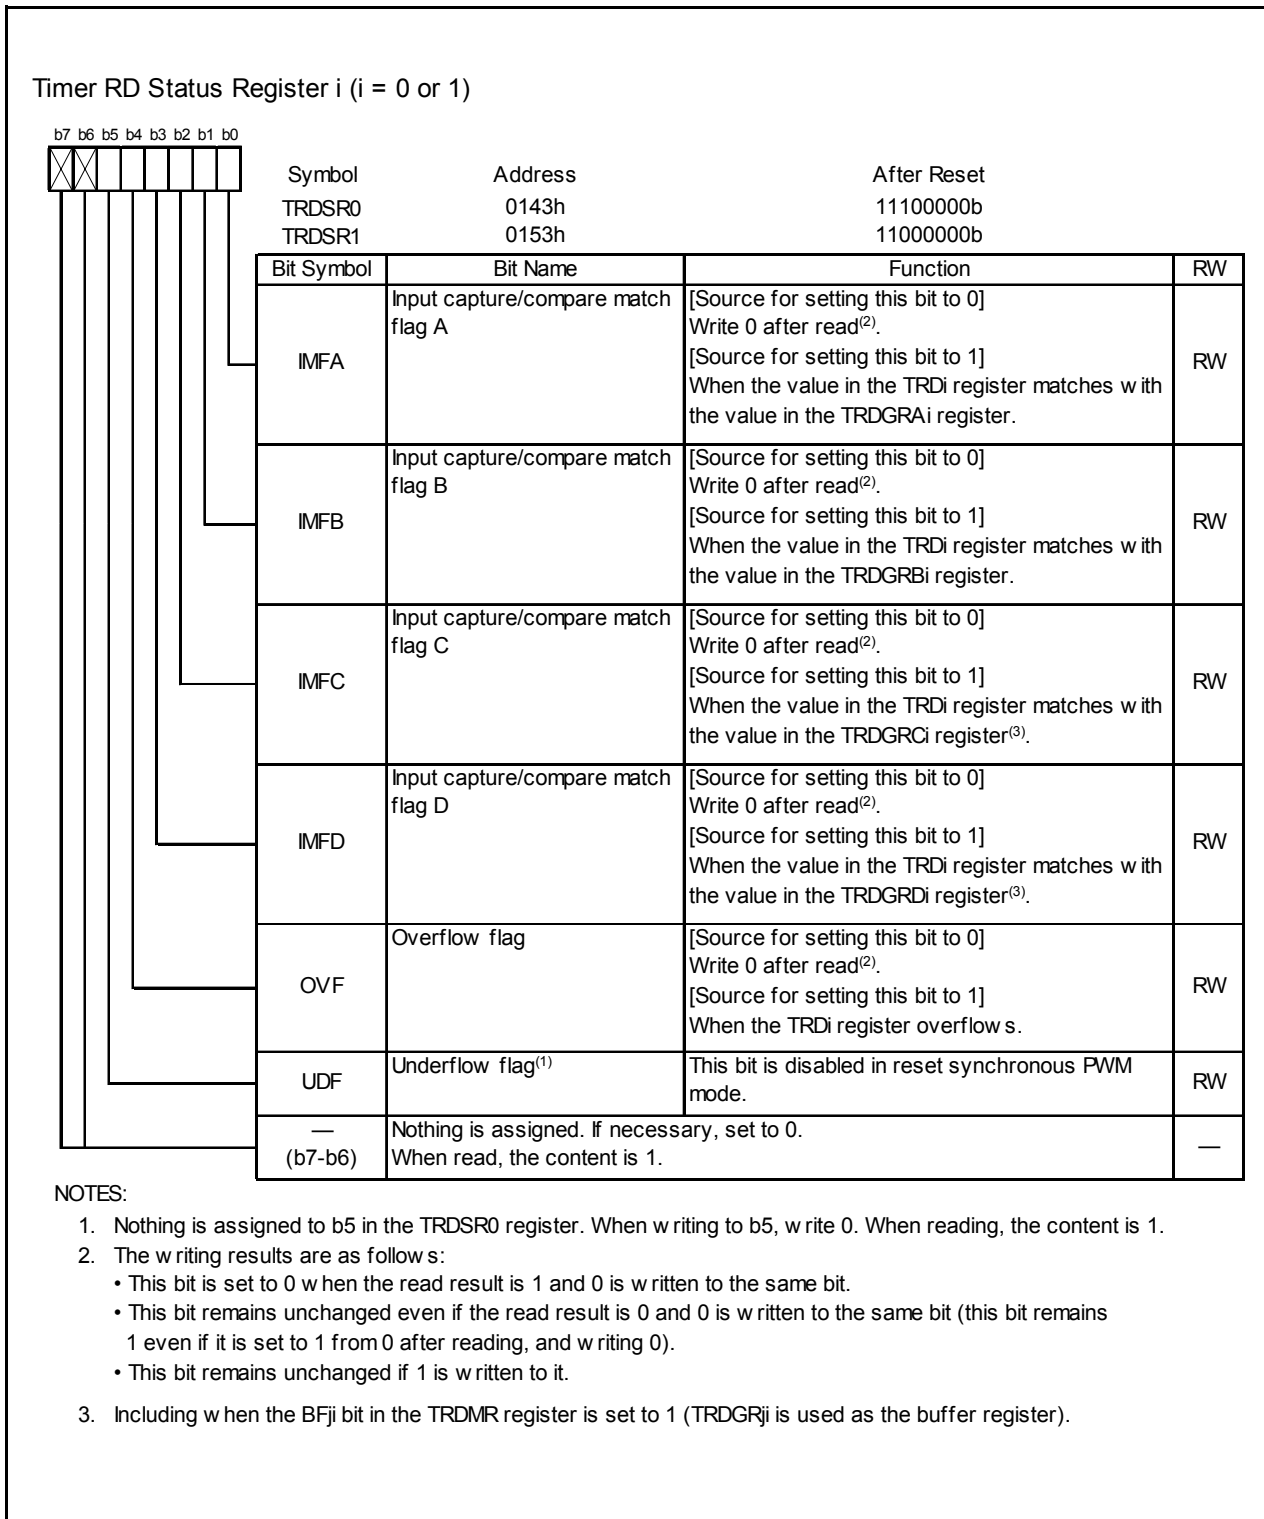 Timer RD Status Register i (i = 0 or 1)
b7 b6 b5 b4 b3 b2 b1 b0
Symbol Address After Reset
TRDSR0 0143h 11100000b
TRDSR1 0153h 11000000b
Bit Symbol Bit Name Function RW
IMFA
Input capture/compare match
flag A
[Source for setting this bit to 0]
Write 0 after read(2).
[Source for setting this bit to 1]
When the value in the TRDi register matches with
the value in the TRDGRAi register.
RW
IMFB
Input capture/compare match
flag B
[Source for setting this bit to 0]
Write 0 after read(2).
[Source for setting this bit to 1]
When the value in the TRDi register matches with
the value in the TRDGRBi register.
RW
IMFC
Input capture/compare match
flag C
[Source for setting this bit to 0]
Write 0 after read(2).
[Source for setting this bit to 1]
When the value in the TRDi register matches with
the value in the TRDGRCi register(3).
RW
IMFD
Input capture/compare match
flag D
[Source for setting this bit to 0]
Write 0 after read(2).
[Source for setting this bit to 1]
When the value in the TRDi register matches with
the value in the TRDGRDi register(3).
RW
OVF
Overflow flag
[Source for setting this bit to 0]
Write 0 after read(2).
[Source for setting this bit to 1]
When the TRDi register overflows.
RW
UDF
Underflow flag(1)
This bit is disabled in reset synchronous PWM
mode.
RW
—
(b7-b6)
Nothing is assigned. If necessary, set to 0.
When read, the content is 1.
—
NOTES:
1. Nothing is assigned to b5 in the TRDSR0 register. When writing to b5, write 0. When reading, the content is 1.
2. The writing results are as follows:
• This bit is set to 0 when the read result is 1 and 0 is written to the same bit.
• This bit remains unchanged even if the read result is 0 and 0 is written to the same bit (this bit remains
1 even if it is set to 1 from 0 after reading, and writing 0).
• This bit remains unchanged if 1 is written to it.
3. Including when the BFji bit in the TRDMR register is set to 1 (TRDGRji is used as the buffer register).